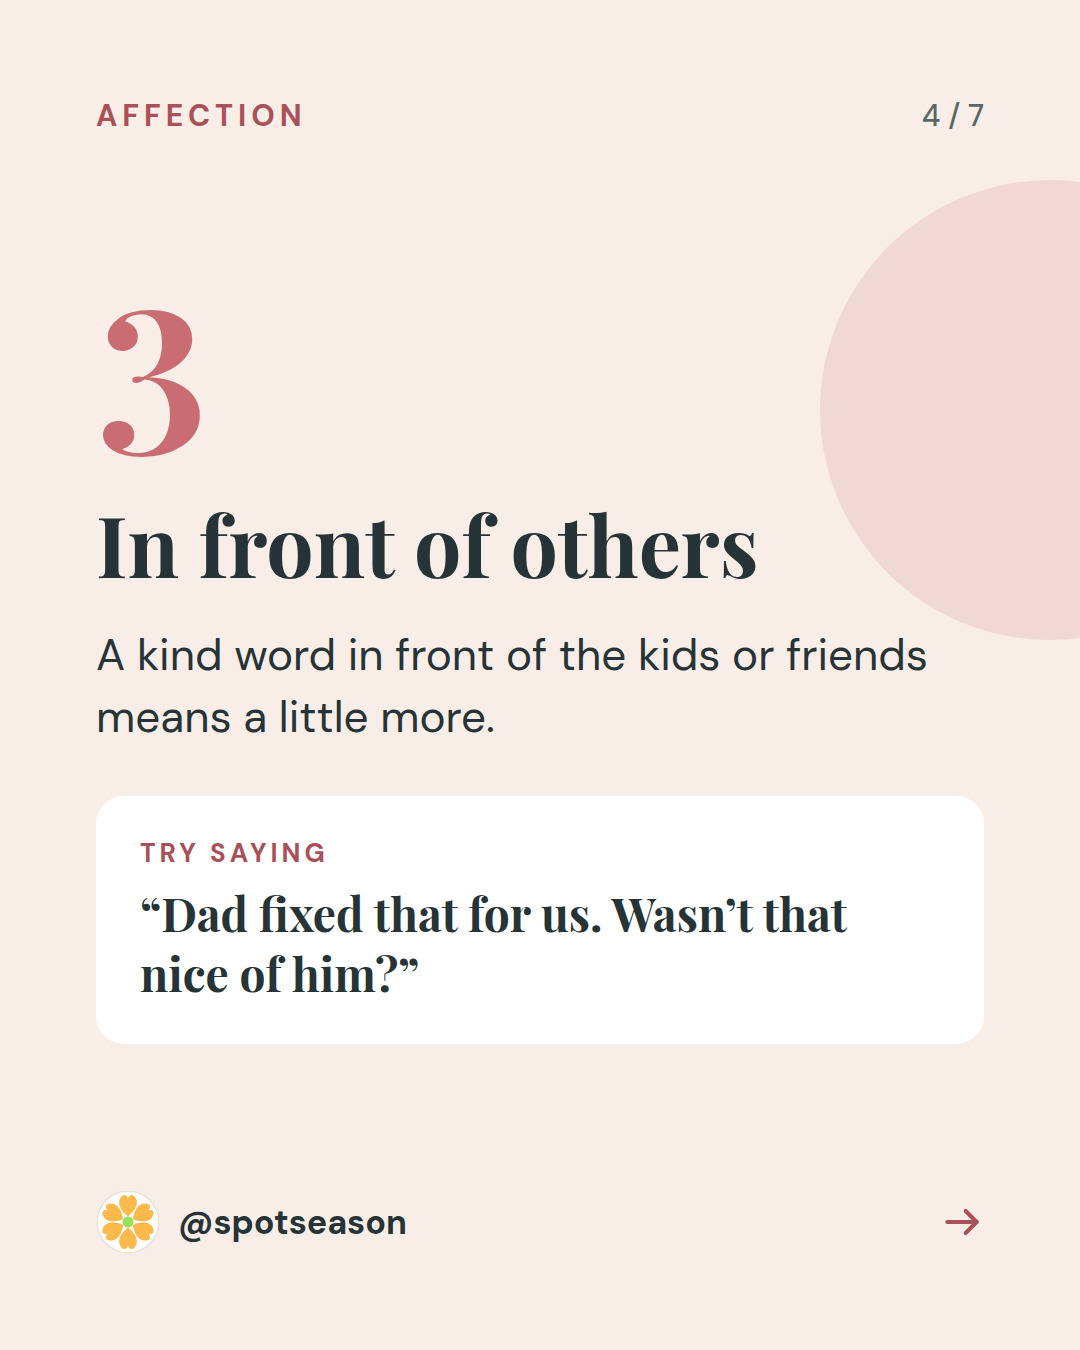 AFFECTION
4 / 7
3
In front of others
A kind word in front of the kids or friends
means a little more.
TRY SAYING
“Dad fixed that for us. Wasn’t that
nice of him?”
@spotseason